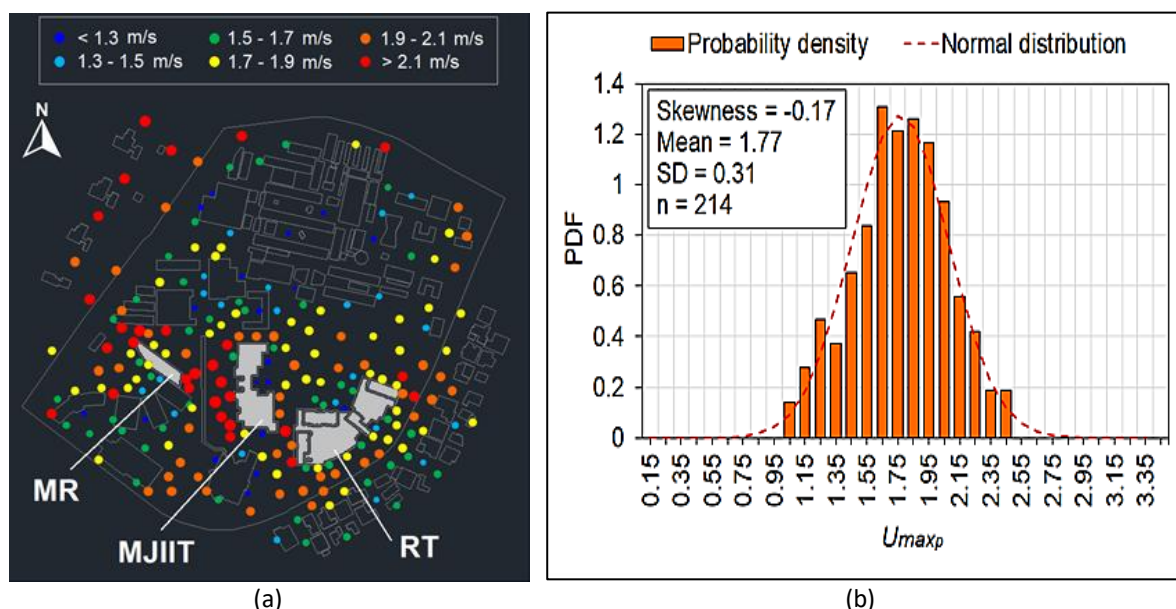 < 1.3 m/s 1.5 - 1.7 m/s 1.9 - 2.1 m/s
1.3 - 1.5 m/s 1.7 - 1.9 m/s > 2.1 m/s
N
MR
MJIIT
RT
(a)
Probability density Normal distribution
1.4
1.2
1
0.8
0.6
0.4
0.2
0
PDF
Skewness = -0.17
Mean = 1.77
SD = 0.31
n = 214
0.15 0.35 0.555 0.75 0.955 1.15 1.35 1.55 1.75 1.95 2.15 2.35 2.55 2.75 2.95 3.15 3.35
Umaxp
(b)